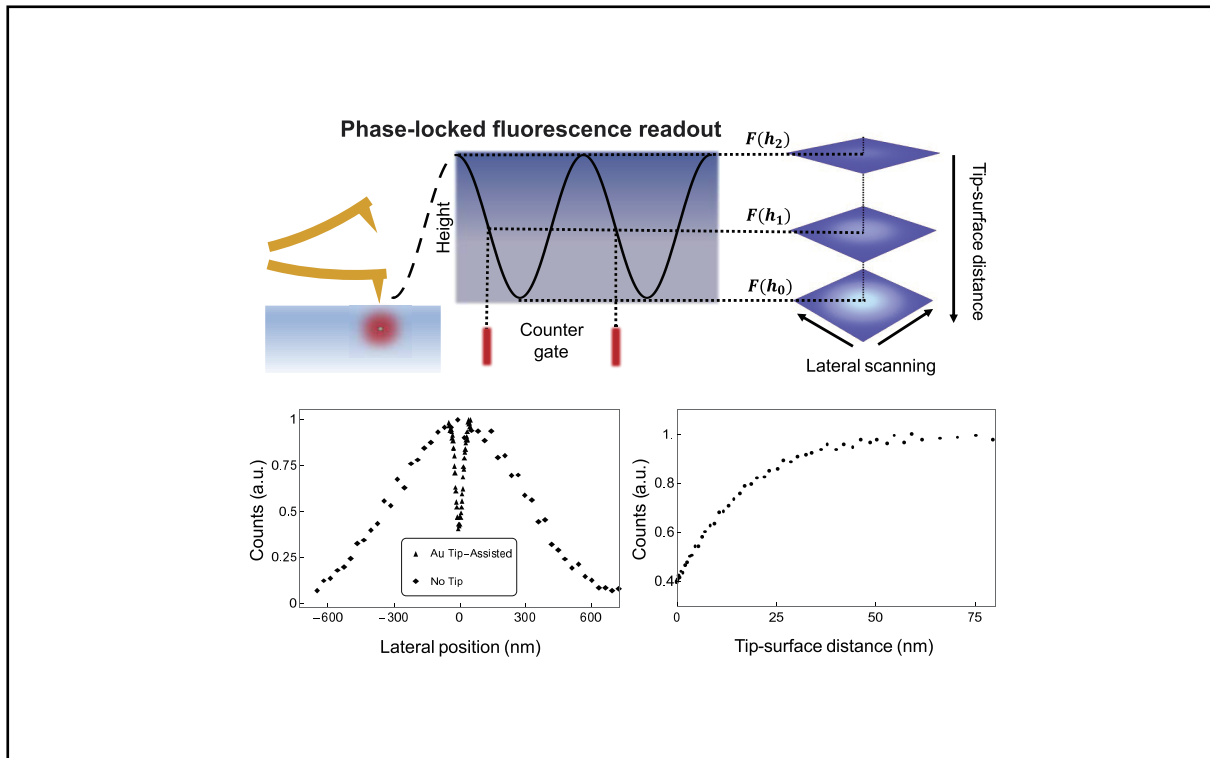 Phase-locked fluorescence readout
Height
Counter
gate
F(h₂)
F(h₁)
F(h₀)
Tip-surface distance
Lateral scanning
Counts (a.u.)
1
0.75
0.5
0.25
0
Au Tip-Assisted
No Tip
−600
−300
0
300
600
Lateral position (nm)
Counts (a.u.)
1.
0.8
0.6
0.4
0
25
50
75
Tip-surface distance (nm)